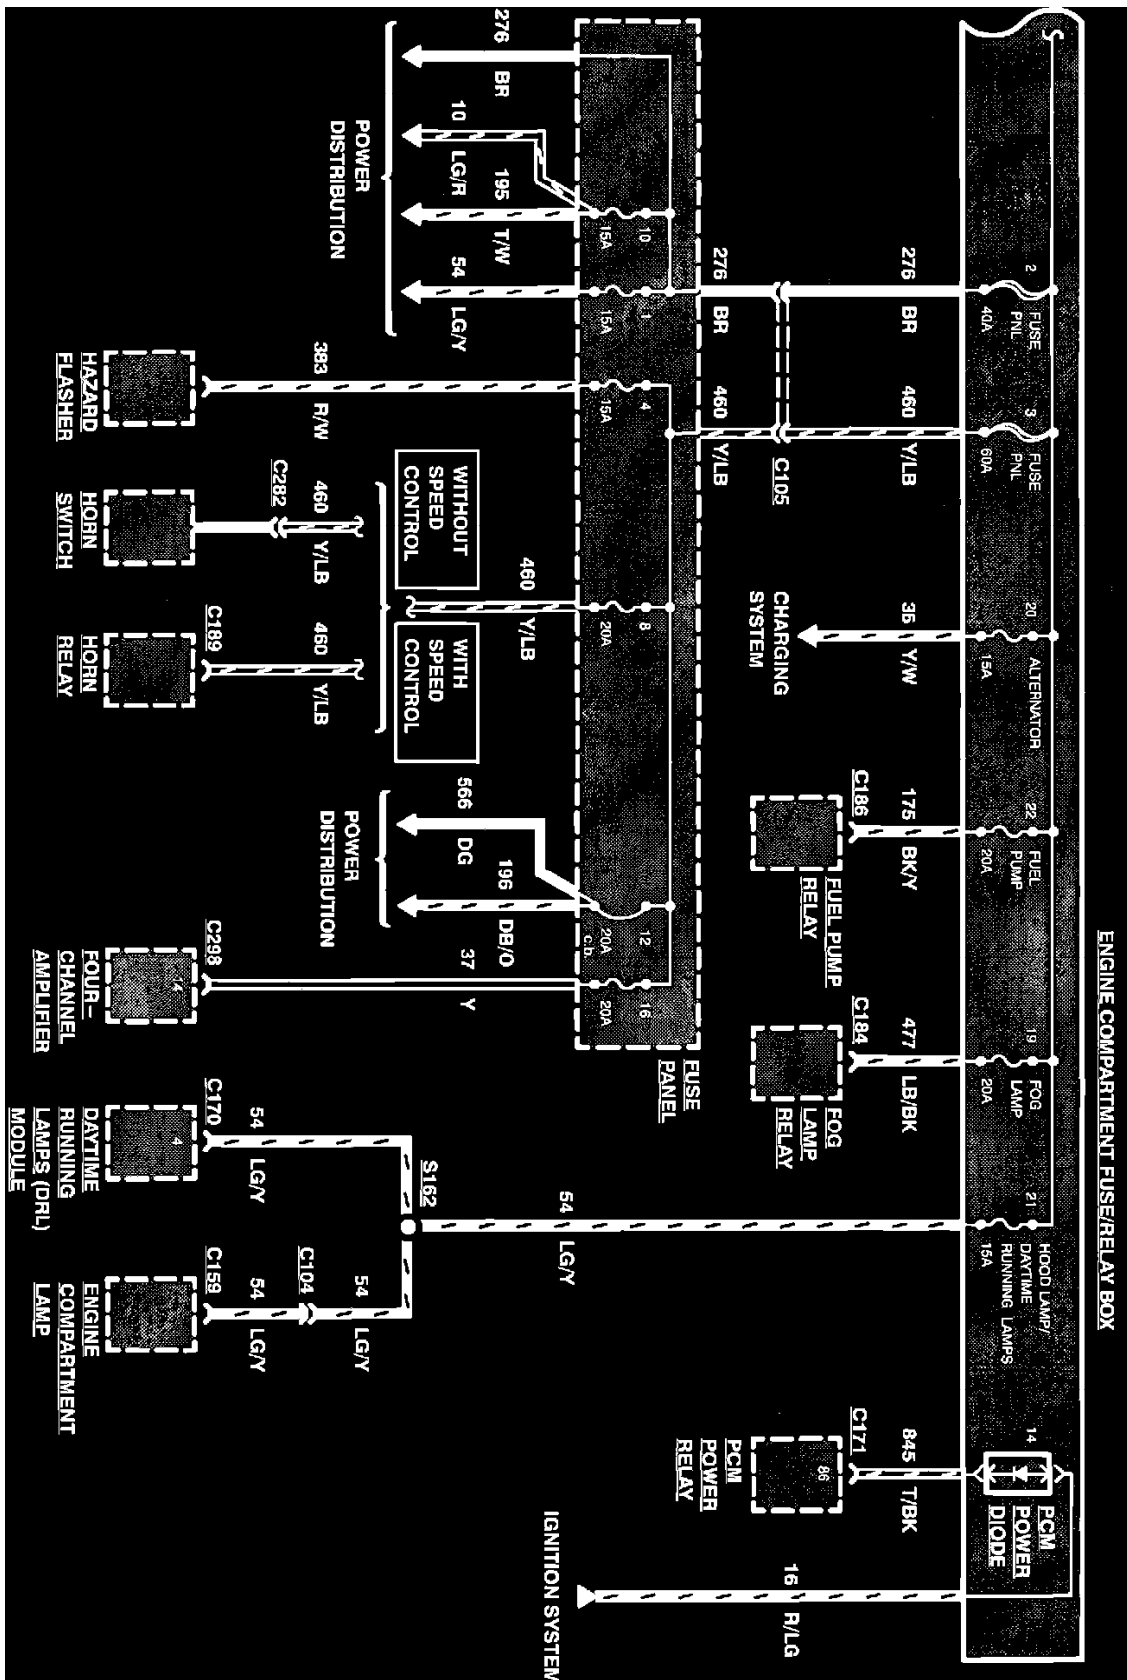 ENGINE COMPARTMENT FUSE/RELAY BOX
2
FUSE
PNL
40A
3
FUSE
PNL
60A
20
ALTERNATOR
15A
22
FUEL
PUMP
20A
19
FOG
LAMP
20A
21
HOOD LAMP/
DAYTIME
RUNNING LAMPS
15A
14
PCM
POWER
DIODE
276
BR
460
Y/LB
35
Y/W
175
BK/Y
477
LB/BK
845
T/BK
C186
C184
C171
86
FUEL PUMP
RELAY
FOG
LAMP
RELAY
PCM
POWER
RELAY
16
R/LG
IGNITION SYSTEM
CHARGING
SYSTEM
C105
276
BR
460
Y/LB
FUSE
PANEL
10
15A
1
15A
4
15A
8
20A
12
20A
c.b.
16
20A
276
BR
10
LG/R
195
T/W
54
LG/Y
POWER
DISTRIBUTION
460
Y/LB
WITHOUT
SPEED
CONTROL
WITH
SPEED
CONTROL
566
DG
196
DB/O
POWER
DISTRIBUTION
37
Y
54
LG/Y
S162
383
R/W
460
Y/LB
460
Y/LB
54
LG/Y
54
LG/Y
C104
54
LG/Y
C282
C189
C298
C170
C159
14
4
HAZARD
FLASHER
HORN
SWITCH
HORN
RELAY
FOUR–
CHANNEL
AMPLIFIER
DAYTIME
RUNNING
LAMPS (DRL)
MODULE
ENGINE
COMPARTMENT
LAMP